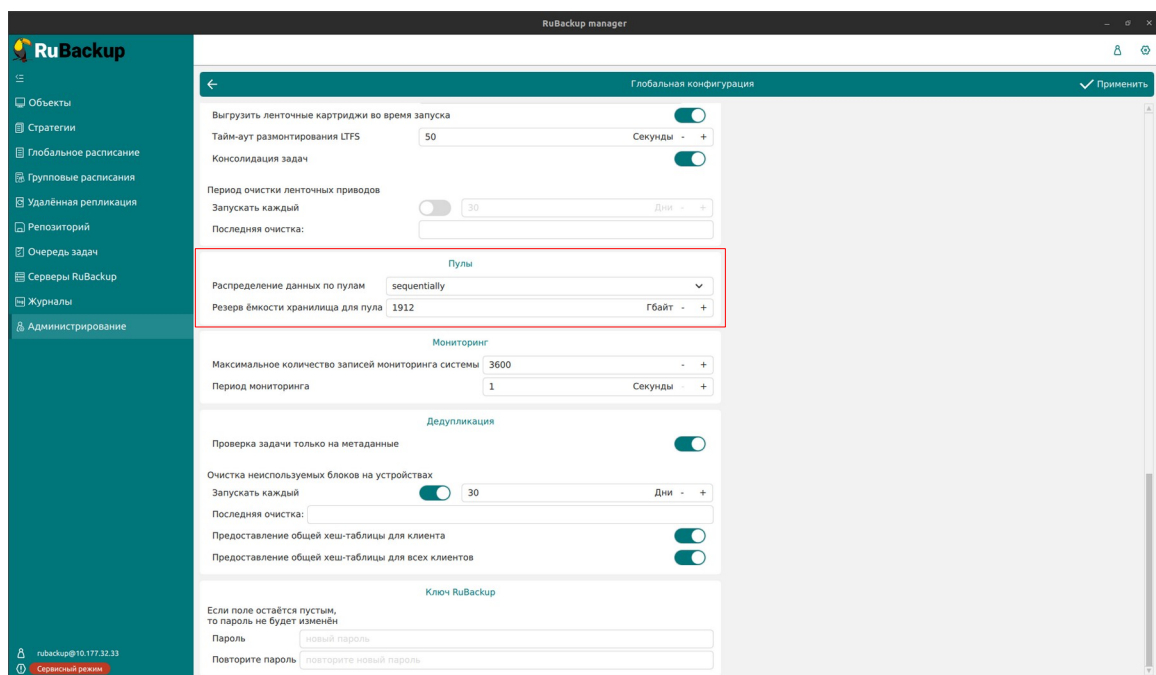 RuBackup manager
RuBackup
Глобальная конфигурация
Применить
Объекты
Стратегии
Глобальное расписание
Групповые расписания
Удалённая репликация
Репозиторий
Очередь задач
Серверы RuBackup
Журналы
Администрирование
rubackup@10.177.32.33
Сервисный режим
Выгрузить ленточные картриджи во время запуска
Тайм-аут размонтирования LTFS 50 Секунды - +
Консолидация задач
Период очистки ленточных приводов
Запускать каждый 30 Дни - +
Последняя очистка:
Пулы
Распределение данных по пулам sequentially
Резерв ёмкости хранилища для пула 1912 Гбайт - +
Мониторинг
Максимальное количество записей мониторинга системы 3600 - +
Период мониторинга 1 Секунды - +
Дедупликация
Проверка задачи только на метаданные
Очистка неиспользуемых блоков на устройствах
Запускать каждый 30 Дни - +
Последняя очистка:
Предоставление общей хеш-таблицы для клиента
Предоставление общей хеш-таблицы для всех клиентов
Ключ RuBackup
Если поле остаётся пустым,
то пароль не будет изменён
Пароль новый пароль
Повторите пароль повторите новый пароль